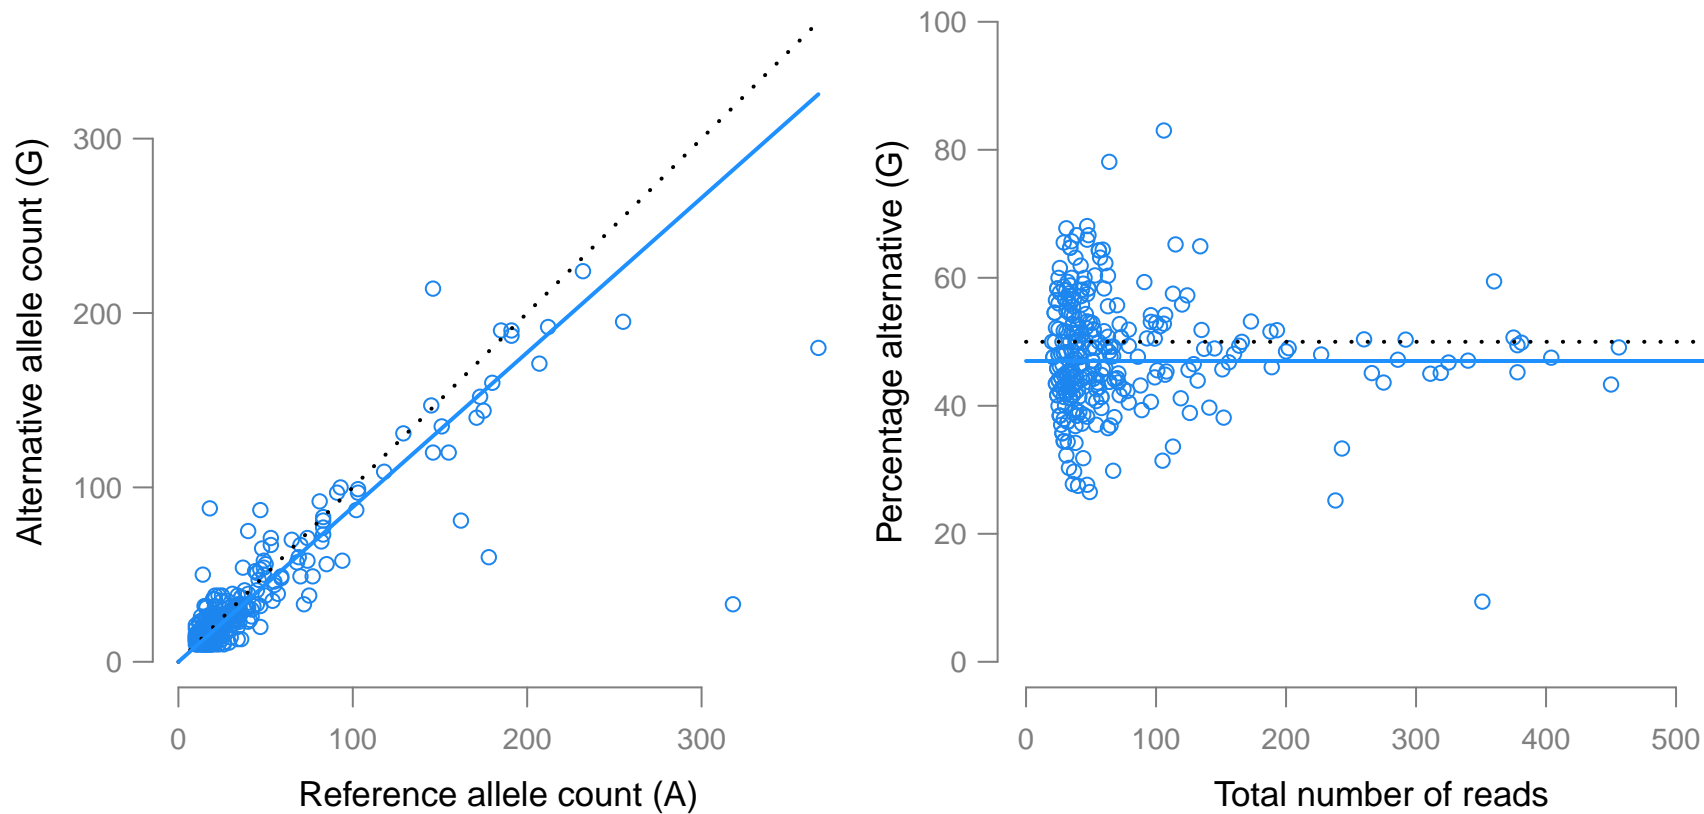 Alternative allele count (G)
300
200
100
0
0 100 200 300
Reference allele count (A)
Percentage alternative (G)
100
80
60
40
20
0
0 100 200 300 400 500
Total number of reads